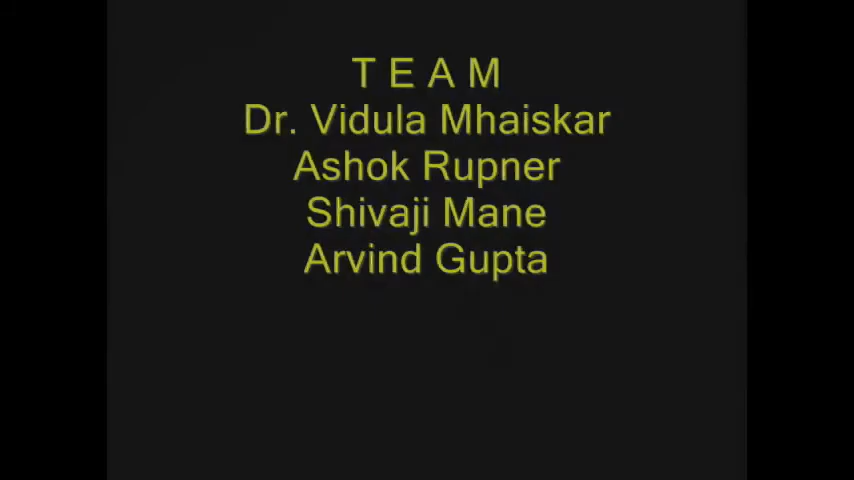 T E A M
Dr. Vidula Mhaiskar
Ashok Rupner
Shivaji Mane
Arvind Gupta